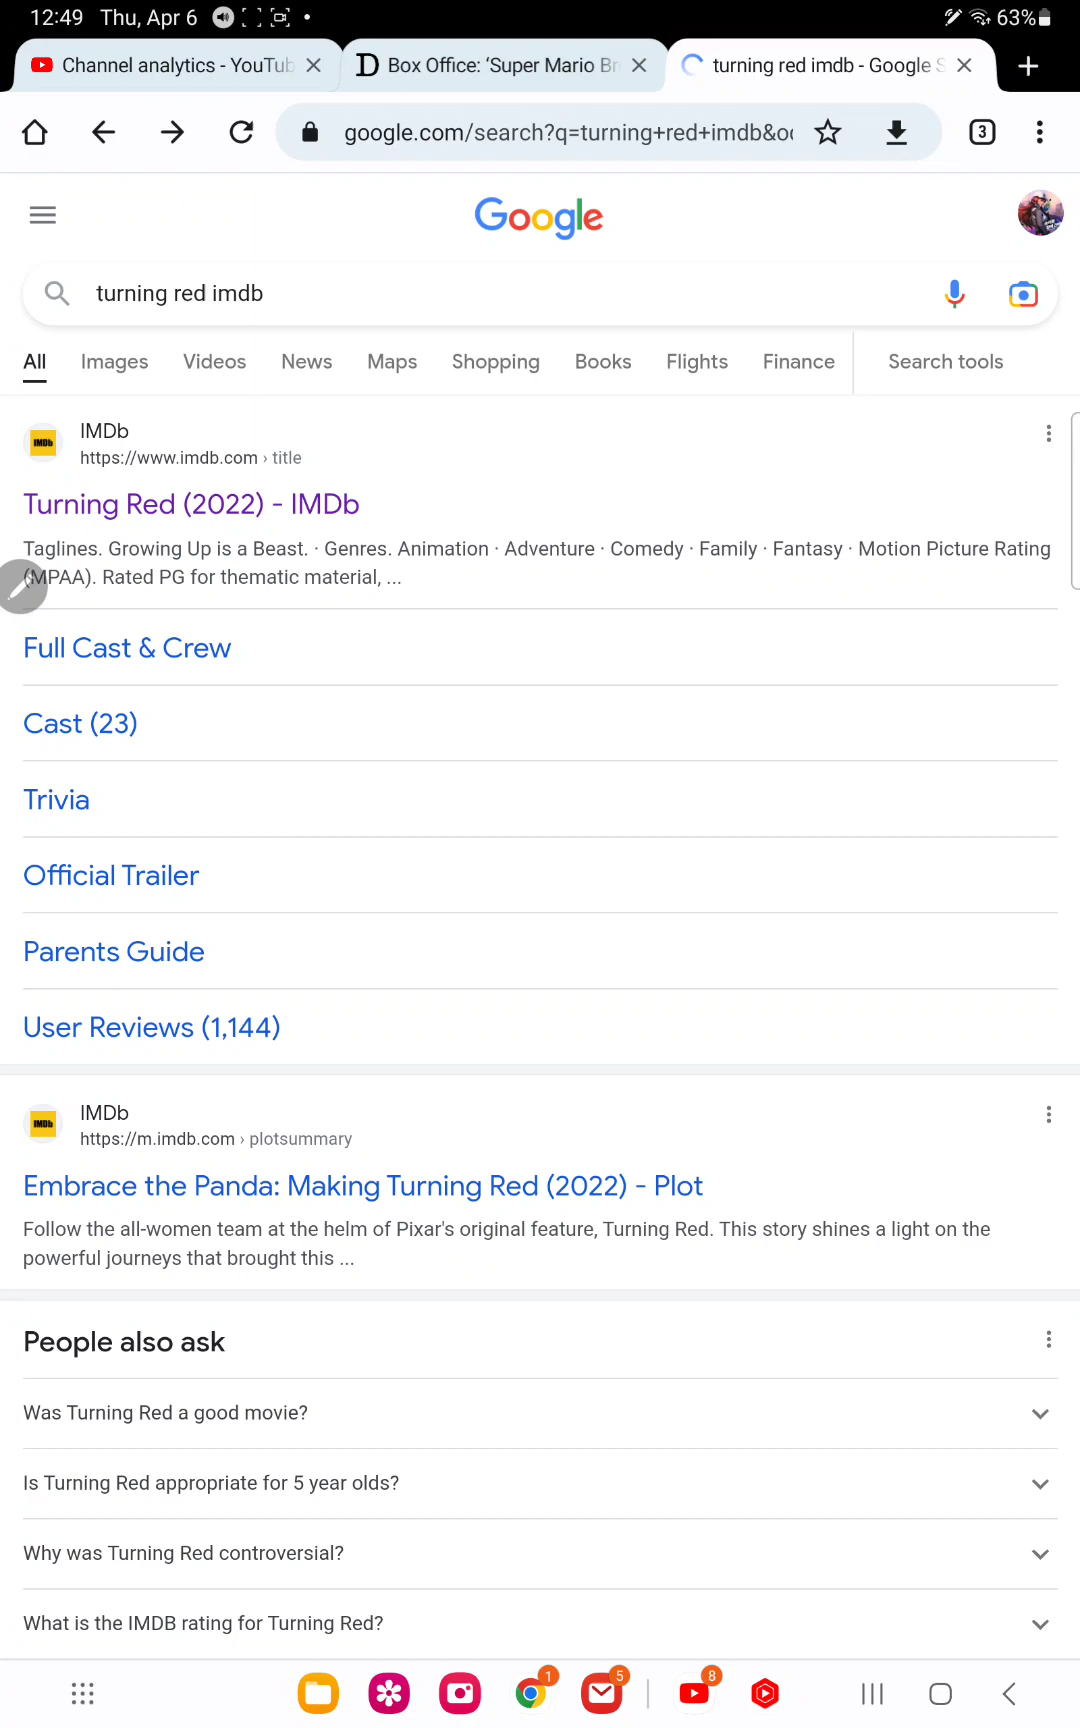 12:49 Thu, Apr 6 63%
Channel analytics - YouTub
Box Office: ‘Super Mario Br
turning red imdb - Google S
google.com/search?q=turning+red+imdb&o
3
Google
turning red imdb
All Images Videos News Maps Shopping Books Flights Finance Search tools
IMDb
IMDb
https://www.imdb.com › title
Turning Red (2022) - IMDb
Taglines. Growing Up is a Beast. · Genres. Animation · Adventure · Comedy · Family · Fantasy · Motion Picture Rating
(MPAA). Rated PG for thematic material, ...
Full Cast & Crew
Cast (23)
Trivia
Official Trailer
Parents Guide
User Reviews (1,144)
IMDb
IMDb
https://m.imdb.com › plotsummary
Embrace the Panda: Making Turning Red (2022) - Plot
Follow the all-women team at the helm of Pixar's original feature, Turning Red. This story shines a light on the
powerful journeys that brought this ...
People also ask
Was Turning Red a good movie?
Is Turning Red appropriate for 5 year olds?
Why was Turning Red controversial?
What is the IMDB rating for Turning Red?
1 5 8